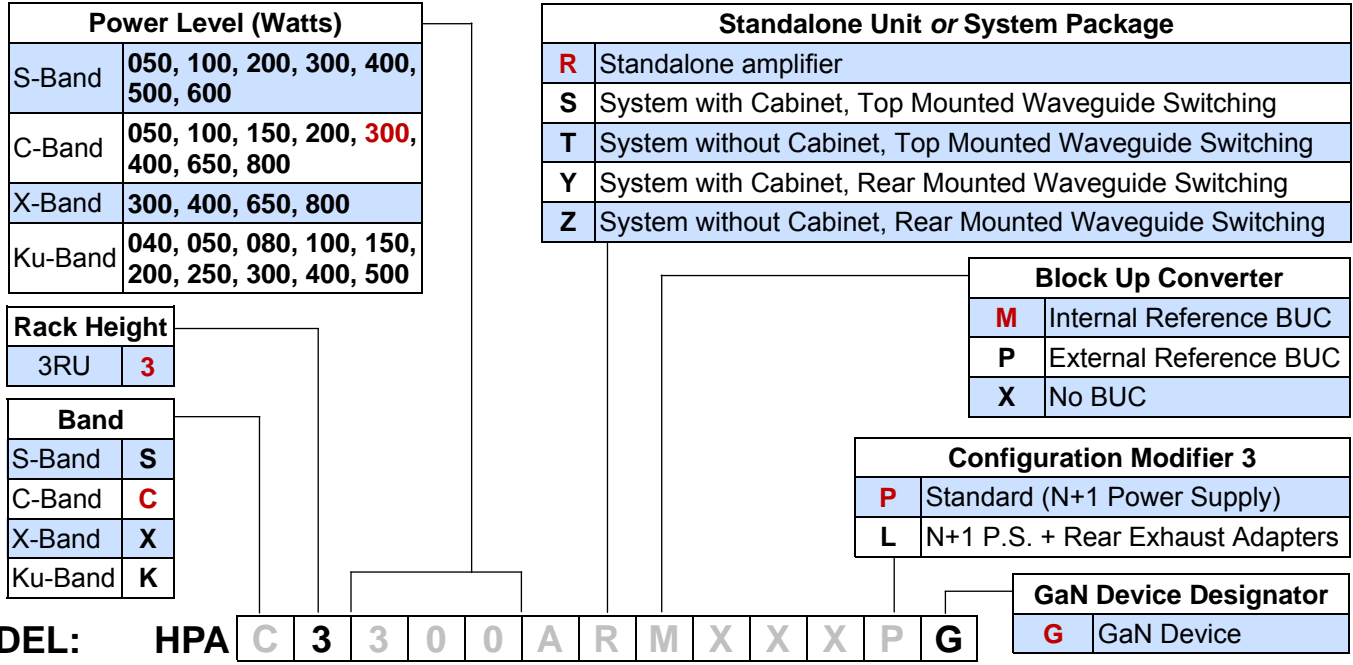 Power Level (Watts)
S-Band 050, 100, 200, 300, 400,
500, 600
C-Band 050, 100, 150, 200, 300,
400, 650, 800
X-Band 300, 400, 650, 800
Ku-Band 040, 050, 080, 100, 150,
200, 250, 300, 400, 500
Standalone Unit or System Package
R Standalone amplifier
S System with Cabinet, Top Mounted Waveguide Switching
T System without Cabinet, Top Mounted Waveguide Switching
Y System with Cabinet, Rear Mounted Waveguide Switching
Z System without Cabinet, Rear Mounted Waveguide Switching
Rack Height
3RU 3
Block Up Converter
M Internal Reference BUC
P External Reference BUC
X No BUC
Band
S-Band S
C-Band C
X-Band X
Ku-Band K
Configuration Modifier 3
P Standard (N+1 Power Supply)
L N+1 P.S. + Rear Exhaust Adapters
GaN Device Designator
G GaN Device
DEL: HPA C 3 3 0 0 A R M X X X P G